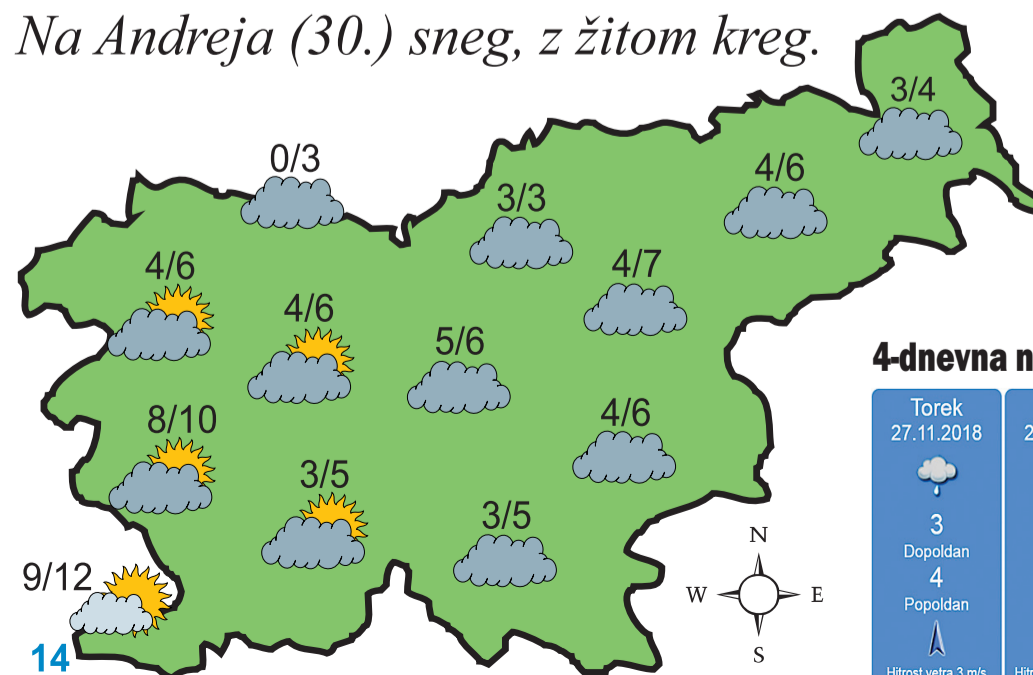 Na Andreja (30.) sneg, z žitom kreg.
3/4
0/3
4/6
3/3
4/6
4/7
4/6
5/6
8/10
4/6
3/5
3/5
9/12
14
N
W
E
S
4-dnevna n
Torek
27.11.2018
2
3
Dopoldan
4
Popoldan
Hitrost vetra 3 m/s
Hit